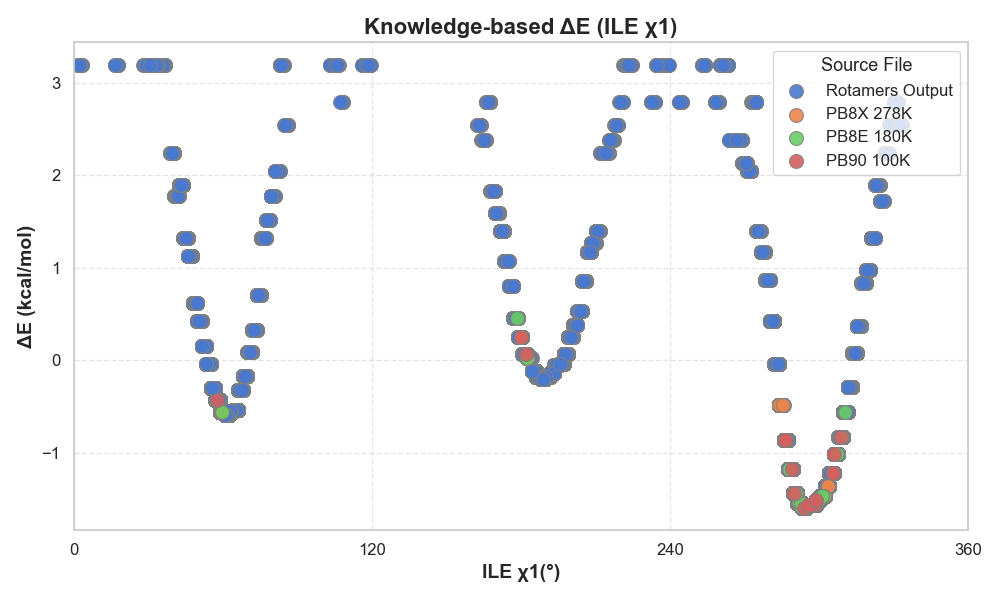 Knowledge-based ΔE (ILE χ1)
Source File
Rotamers Output
PB8X 278K
PB8E 180K
PB90 100K
ΔE (kcal/mol)
3
2
1
0
−1
0
120
240
360
ILE χ1(°)